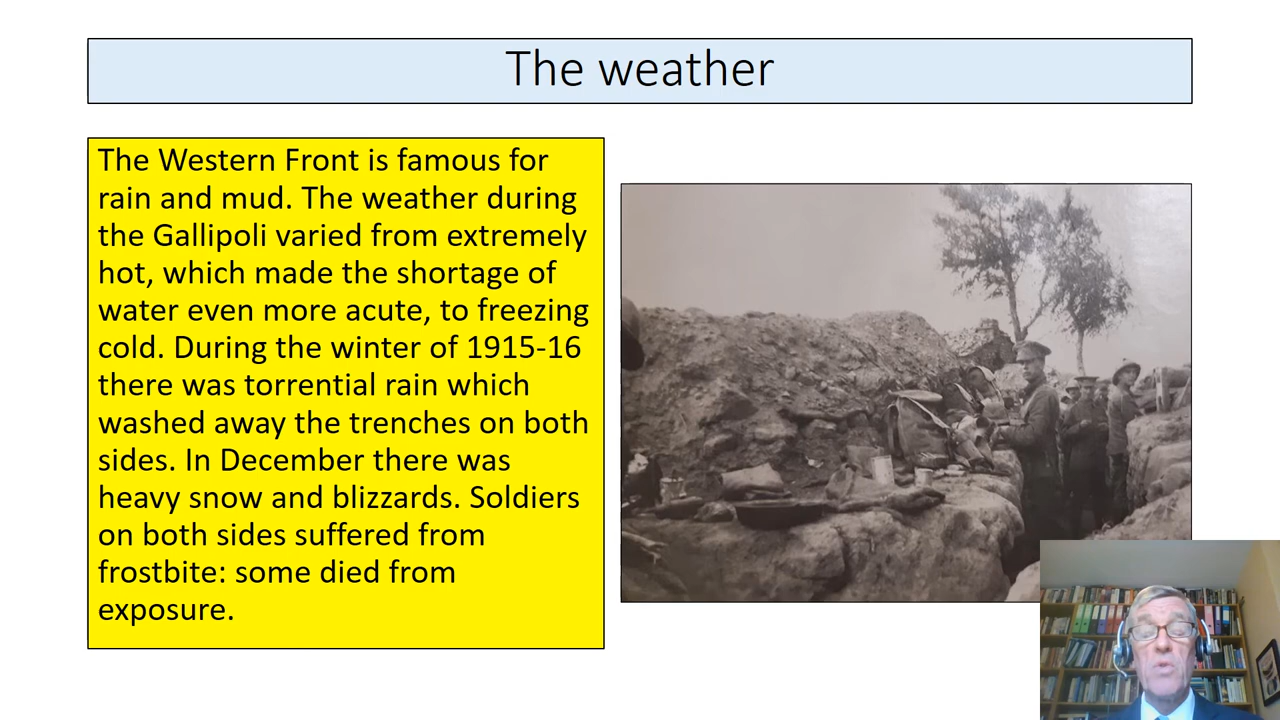 The weather
The Western Front is famous for
rain and mud. The weather during
the Gallipoli varied from extremely
hot, which made the shortage of
water even more acute, to freezing
cold. During the winter of 1915-16
there was torrential rain which
washed away the trenches on both
sides. In December there was
heavy snow and blizzards. Soldiers
on both sides suffered from
frostbite: some died from
exposure.